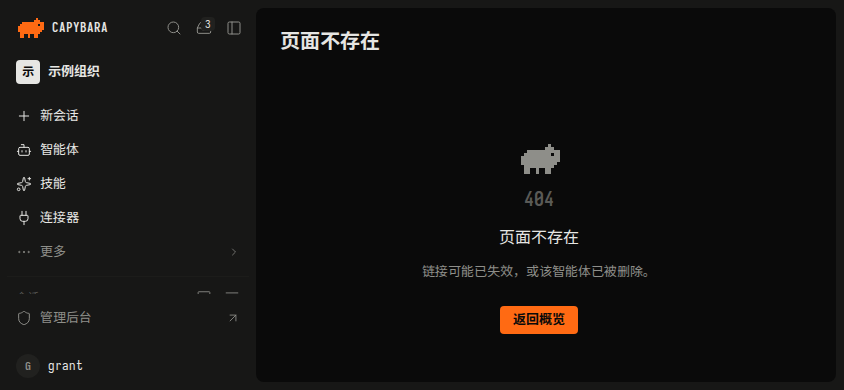 CAPYBARA
3
示 示例组织
新会话
智能体
技能
连接器
更多
管理后台
G grant
页面不存在
404
页面不存在
链接可能已失效，或该智能体已被删除。
返回概览